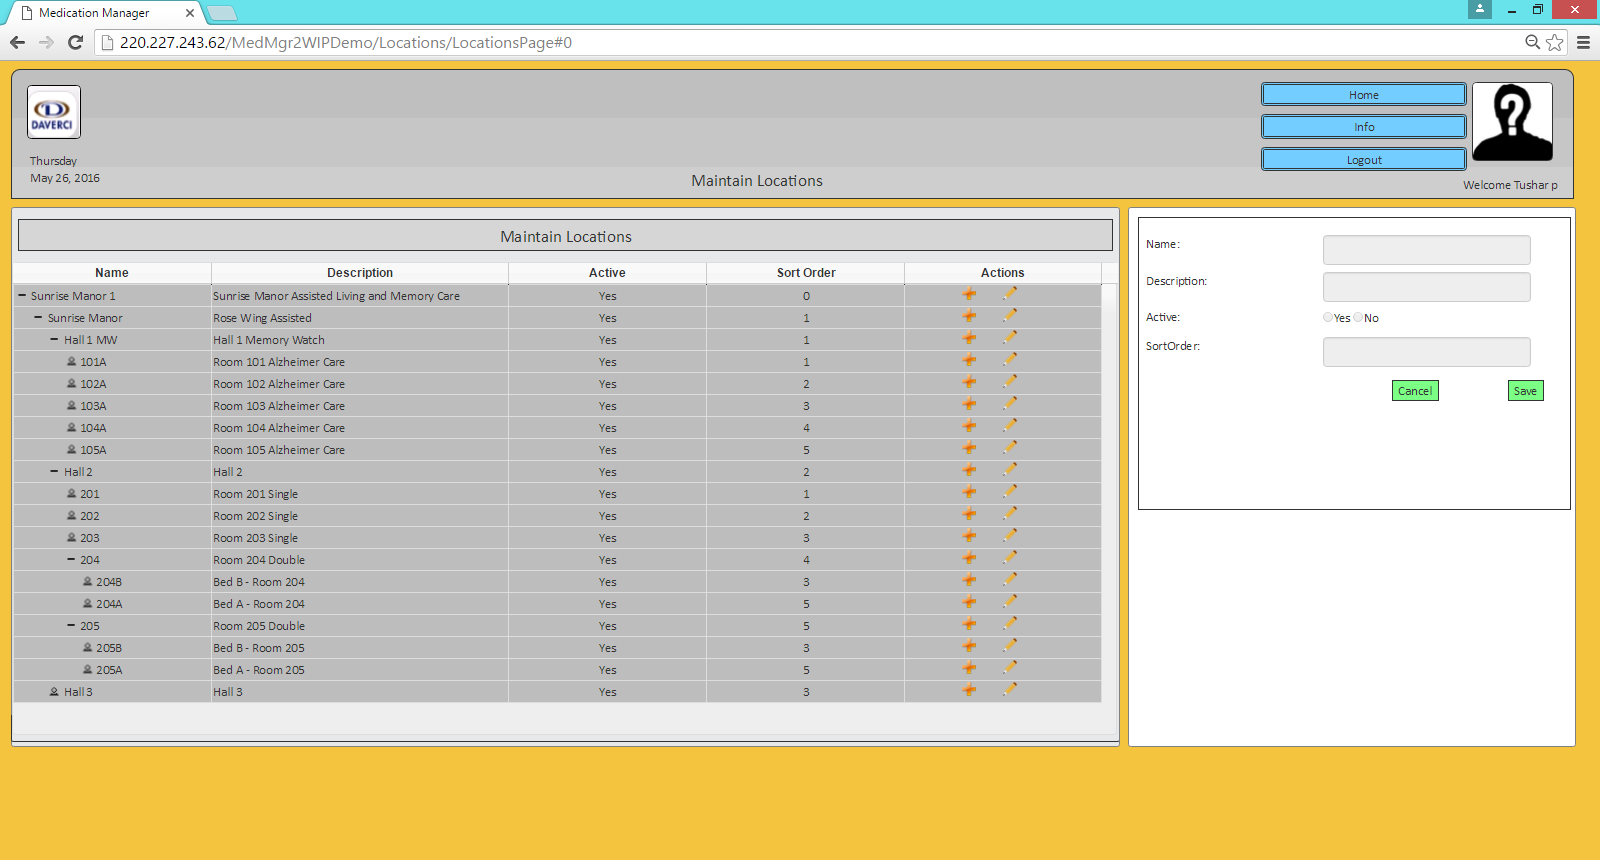 Medication Manager
220.227.243.62/MedMgr2WIPDemo/Locations/LocationsPage#0
DAVERCI
Home
Info
Logout
Thursday
May 26, 2016
Maintain Locations
Welcome Tushar p
Maintain Locations
Name Description Active Sort Order Actions
Sunrise Manor 1 Sunrise Manor Assisted Living and Memory Care Yes 0
Sunrise Manor Rose Wing Assisted Yes 1
Hall 1 MW Hall 1 Memory Watch Yes 1
101A Room 101 Alzheimer Care Yes 1
102A Room 102 Alzheimer Care Yes 2
103A Room 103 Alzheimer Care Yes 3
104A Room 104 Alzheimer Care Yes 4
105A Room 105 Alzheimer Care Yes 5
Hall 2 Hall 2 Yes 2
201 Room 201 Single Yes 1
202 Room 202 Single Yes 2
203 Room 203 Single Yes 3
204 Room 204 Double Yes 4
204B Bed B - Room 204 Yes 3
204A Bed A - Room 204 Yes 5
205 Room 205 Double Yes 5
205B Bed B - Room 205 Yes 3
205A Bed A - Room 205 Yes 5
Hall 3 Hall 3 Yes 3
Name:
Description:
Active: Yes No
SortOrder:
Cancel Save